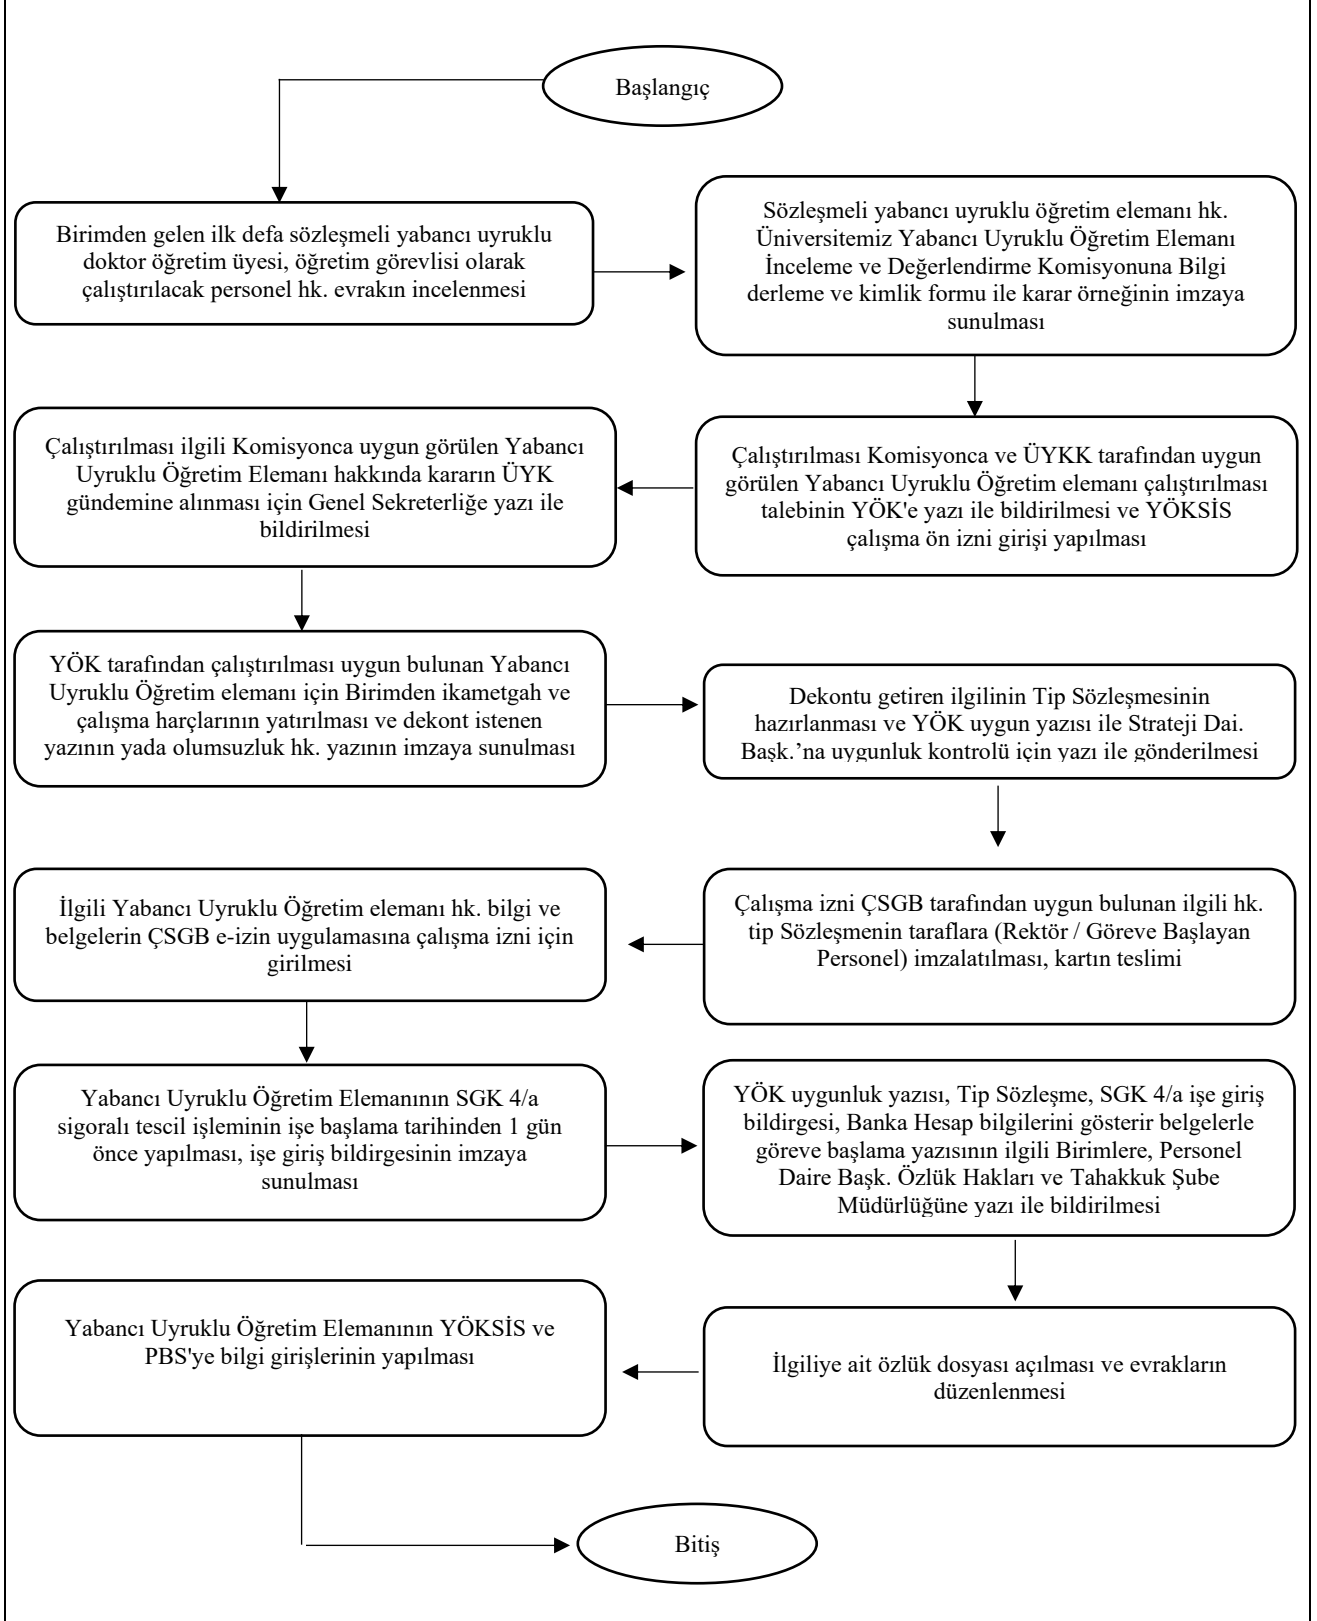 Başlangıç
Birimden gelen ilk defa sözleşmeli yabancı uyruklu
doktor öğretim üyesi, öğretim görevlisi olarak
çalıştırılacak personel hk. evrakın incelenmesi
Sözleşmeli yabancı uyruklu öğretim elemanı hk.
Üniversitemiz Yabancı Uyruklu Öğretim Elemanı
İnceleme ve Değerlendirme Komisyonuna Bilgi
derleme ve kimlik formu ile karar örneğinin imzaya
sunulması
Çalıştırılması Komisyonca ve ÜYKK tarafından uygun
görülen Yabancı Uyruklu Öğretim elemanı çalıştırılması
talebinin YÖK'e yazı ile bildirilmesi ve YÖKSİS
çalışma ön izni girişi yapılması
Çalıştırılması ilgili Komisyonca uygun görülen Yabancı
Uyruklu Öğretim Elemanı hakkında kararın ÜYK
gündemine alınması için Genel Sekreterliğe yazı ile
bildirilmesi
YÖK tarafından çalıştırılması uygun bulunan Yabancı
Uyruklu Öğretim elemanı için Birimden ikametgah ve
çalışma harçlarının yatırılması ve dekont istenen
yazının yada olumsuzluk hk. yazının imzaya sunulması
Dekontu getiren ilgilinin Tip Sözleşmesinin
hazırlanması ve YÖK uygun yazısı ile Strateji Dai.
Başk.’na uygunluk kontrolü için yazı ile gönderilmesi
Çalışma izni ÇSGB tarafından uygun bulunan ilgili hk.
tip Sözleşmenin taraflara (Rektör / Göreve Başlayan
Personel) imzalatılması, kartın teslimi
İlgili Yabancı Uyruklu Öğretim elemanı hk. bilgi ve
belgelerin ÇSGB e-izin uygulamasına çalışma izni için
girilmesi
Yabancı Uyruklu Öğretim Elemanının SGK 4/a
sigoralı tescil işleminin işe başlama tarihinden 1 gün
önce yapılması, işe giriş bildirgesinin imzaya
sunulması
YÖK uygunluk yazısı, Tip Sözleşme, SGK 4/a işe giriş
bildirgesi, Banka Hesap bilgilerini gösterir belgelerle
göreve başlama yazısının ilgili Birimlere, Personel
Daire Başk. Özlük Hakları ve Tahakkuk Şube
Müdürlüğüne yazı ile bildirilmesi
İlgiliye ait özlük dosyası açılması ve evrakların
düzenlenmesi
Yabancı Uyruklu Öğretim Elemanının YÖKSİS ve
PBS'ye bilgi girişlerinin yapılması
Bitiş